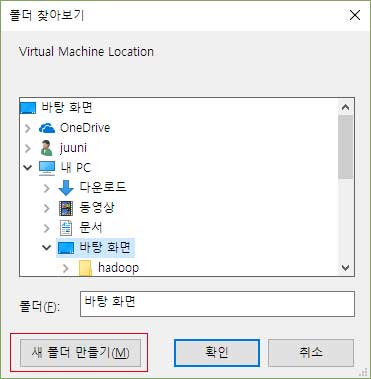 폴더 찾아보기
Virtual Machine Location
바탕 화면
OneDrive
juuni
내 PC
다운로드
동영상
문서
바탕 화면
hadoop
폴더(F): 바탕 화면
새 폴더 만들기(M) 확인 취소